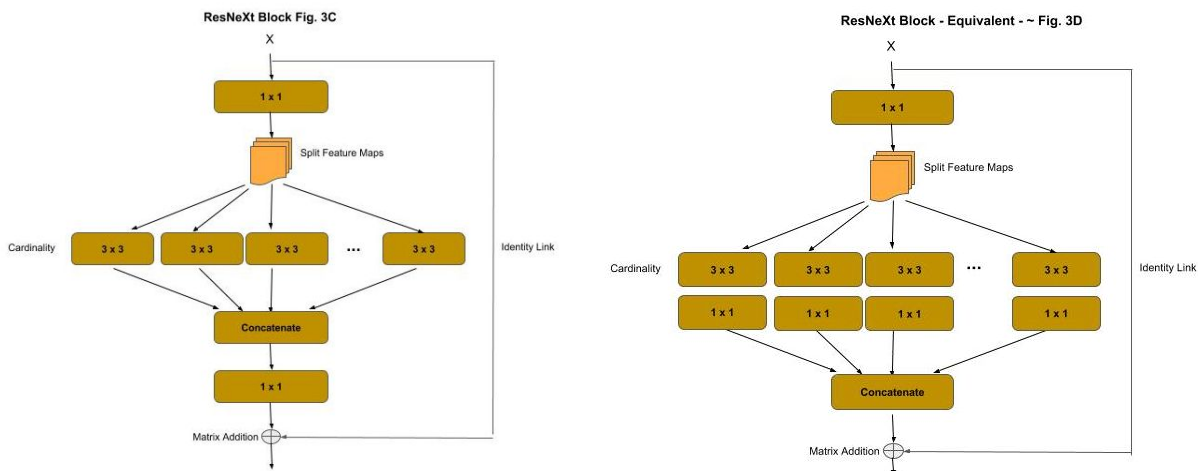 ResNeXt Block Fig. 3C
X
1 x 1
Split Feature Maps
Cardinality
3 x 3
3 x 3
3 x 3
...
3 x 3
Identity Link
Concatenate
1 x 1
Matrix Addition
ResNeXt Block - Equivalent - ~ Fig. 3D
X
1 x 1
Split Feature Maps
Cardinality
3 x 3
3 x 3
3 x 3
...
3 x 3
Identity Link
1 x 1
1 x 1
1 x 1
1 x 1
Concatenate
Matrix Addition